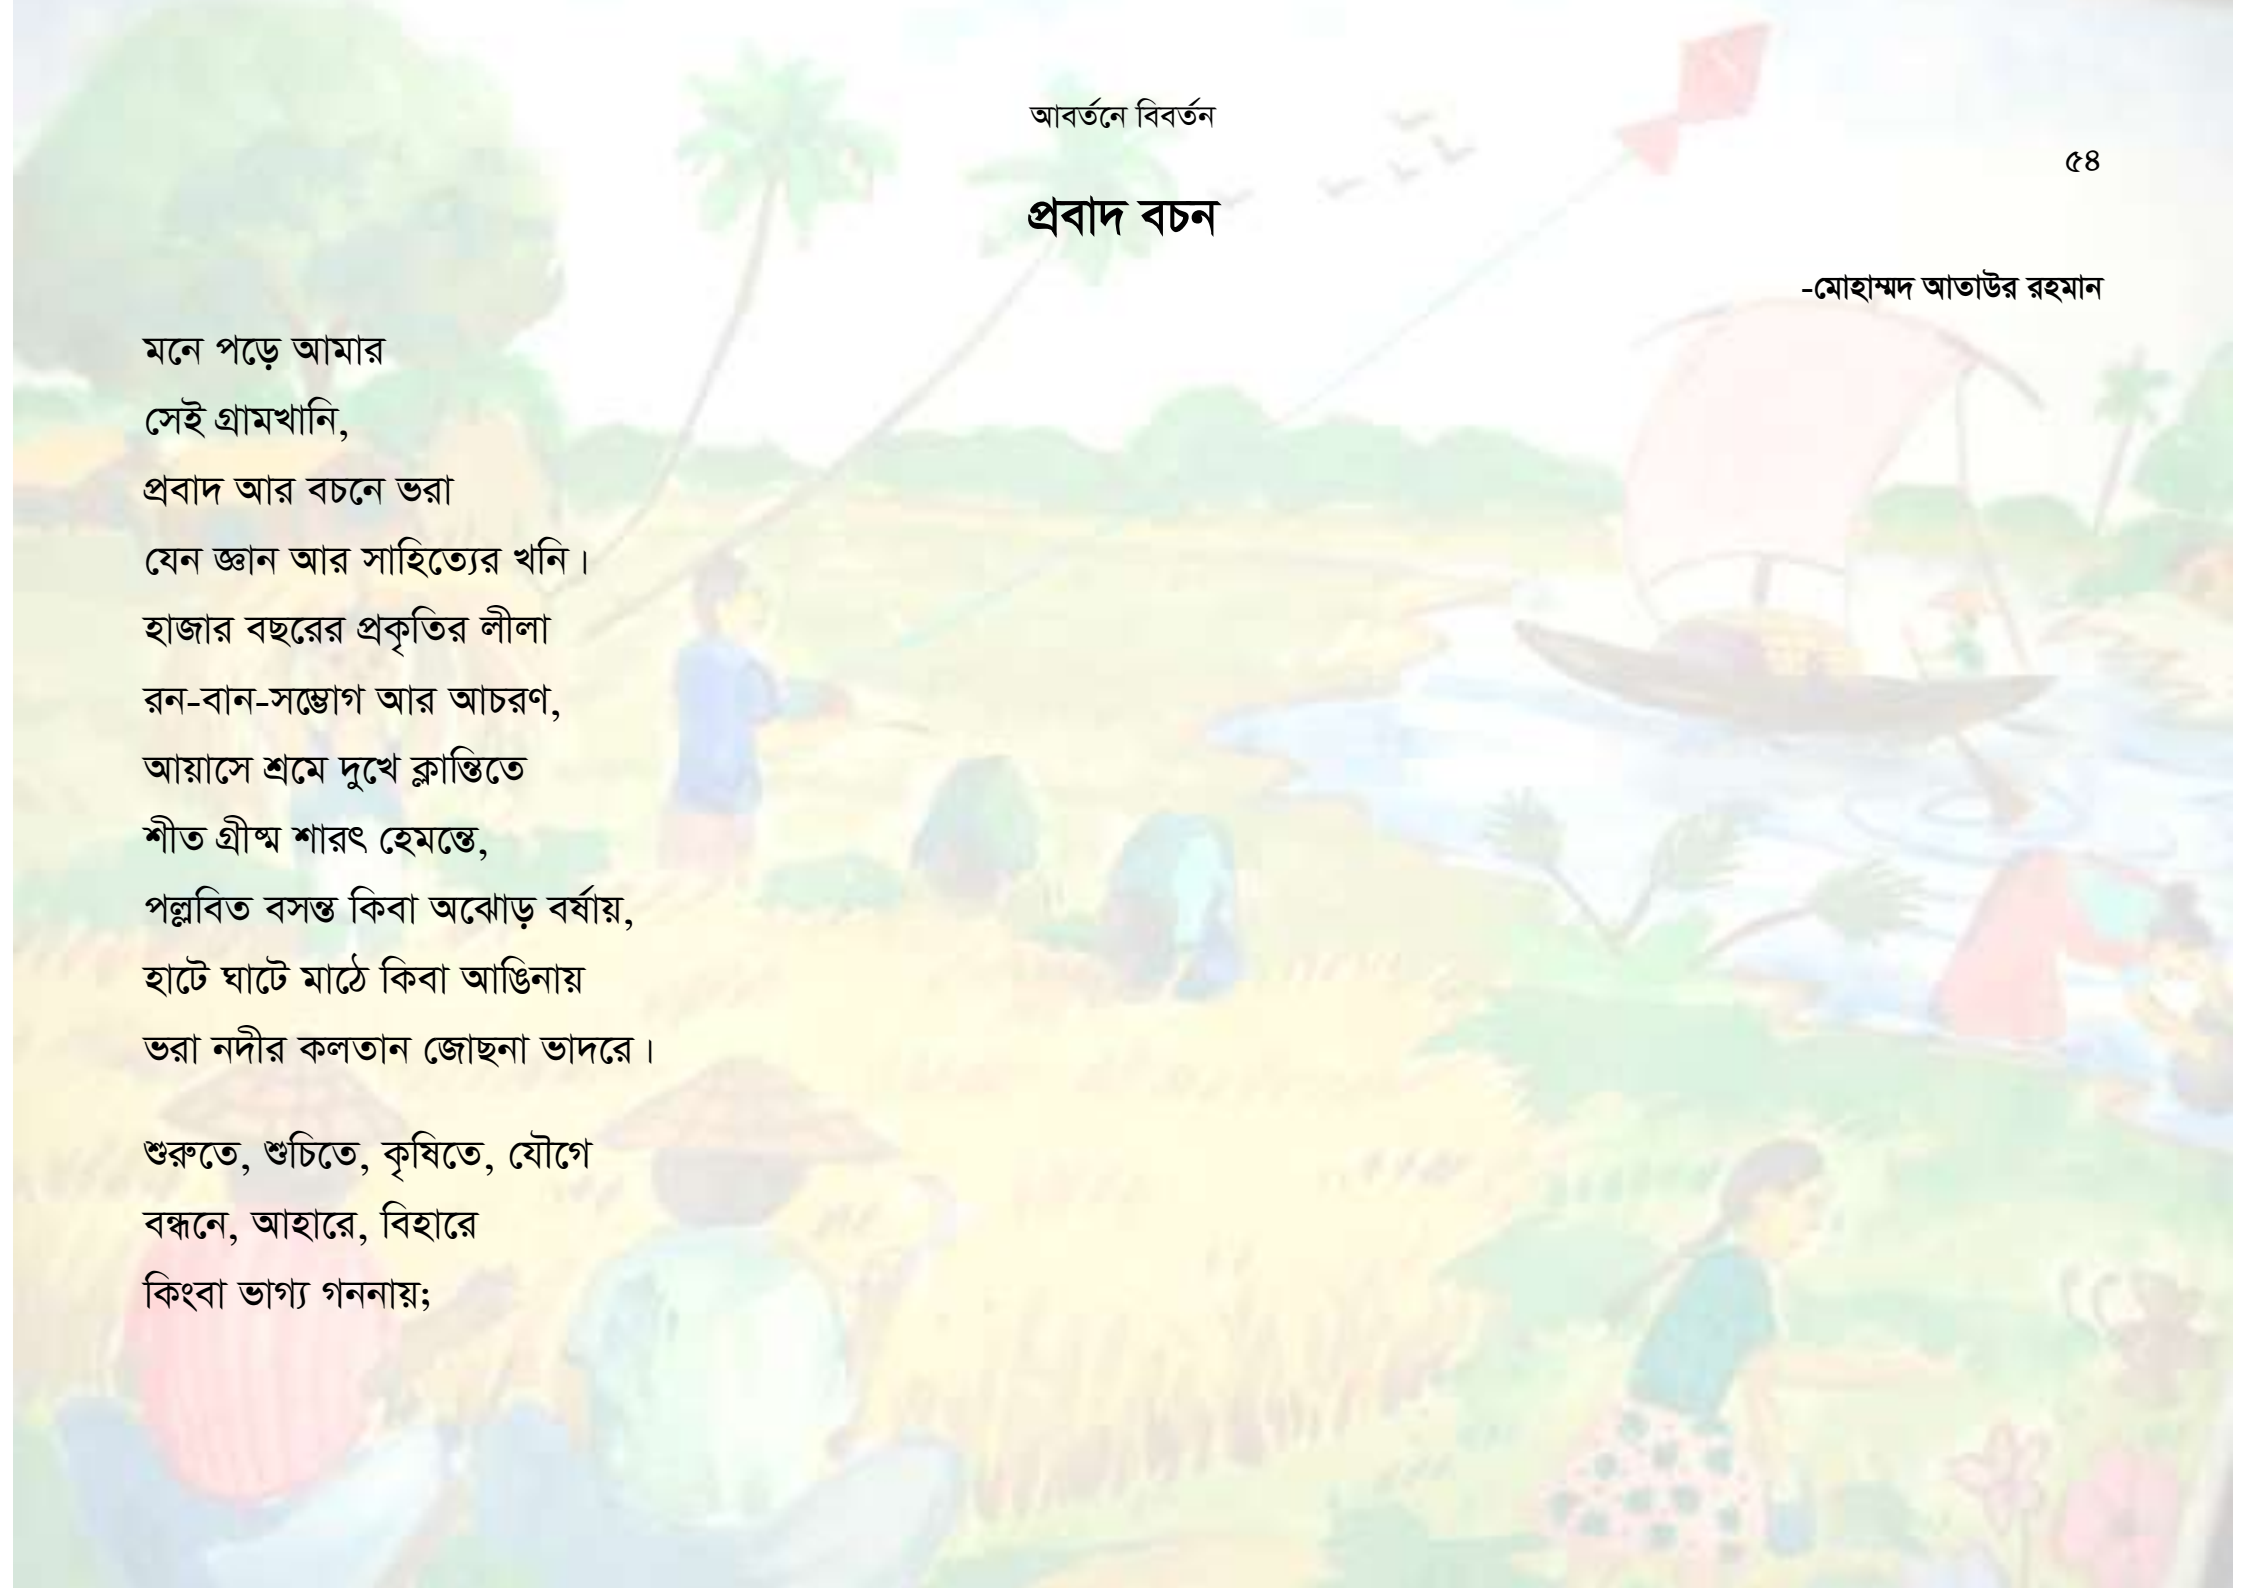 আবর্তনে বিবর্তন
৫৪
প্রবাদ বচন
-মোহাম্মদ আতাউর রহমান
মনে পড়ে আমার
সেই গ্রামখানি,
প্রবাদ আর বচনে ভরা
যেন জ্ঞান আর সাহিত্যের খনি।
হাজার বছরের প্রকৃতির লীলা
রন-বান-সম্ভোগ আর আচরণ,
আয়াসে শ্রমে দুখে ক্লান্তিতে
শীত গ্রীষ্ম শারৎ হেমন্তে,
পল্লবিত বসন্ত কিবা অঝোড় বর্ষায়,
হাটে ঘাটে মাঠে কিবা আঙিনায়
ভরা নদীর কলতান জোছনা ভাদরে।
শুরুতে, শুচিতে, কৃষিতে, যৌগে
বন্ধনে, আহারে, বিহারে
কিংবা ভাগ্য গননায়;